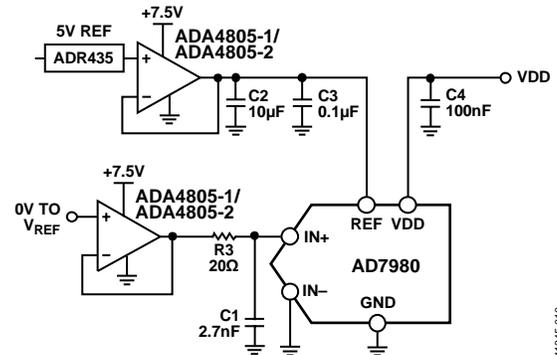 +7.5V
5V REF
ADR435
ADA4805-1/
ADA4805-2
+
–
C2
10µF
C3
0.1µF
C4
100nF
VDD
+7.5V
ADA4805-1/
ADA4805-2
0V TO
VREF
+
–
R3
20Ω
C1
2.7nF
REF VDD
IN+
AD7980
IN–
GND